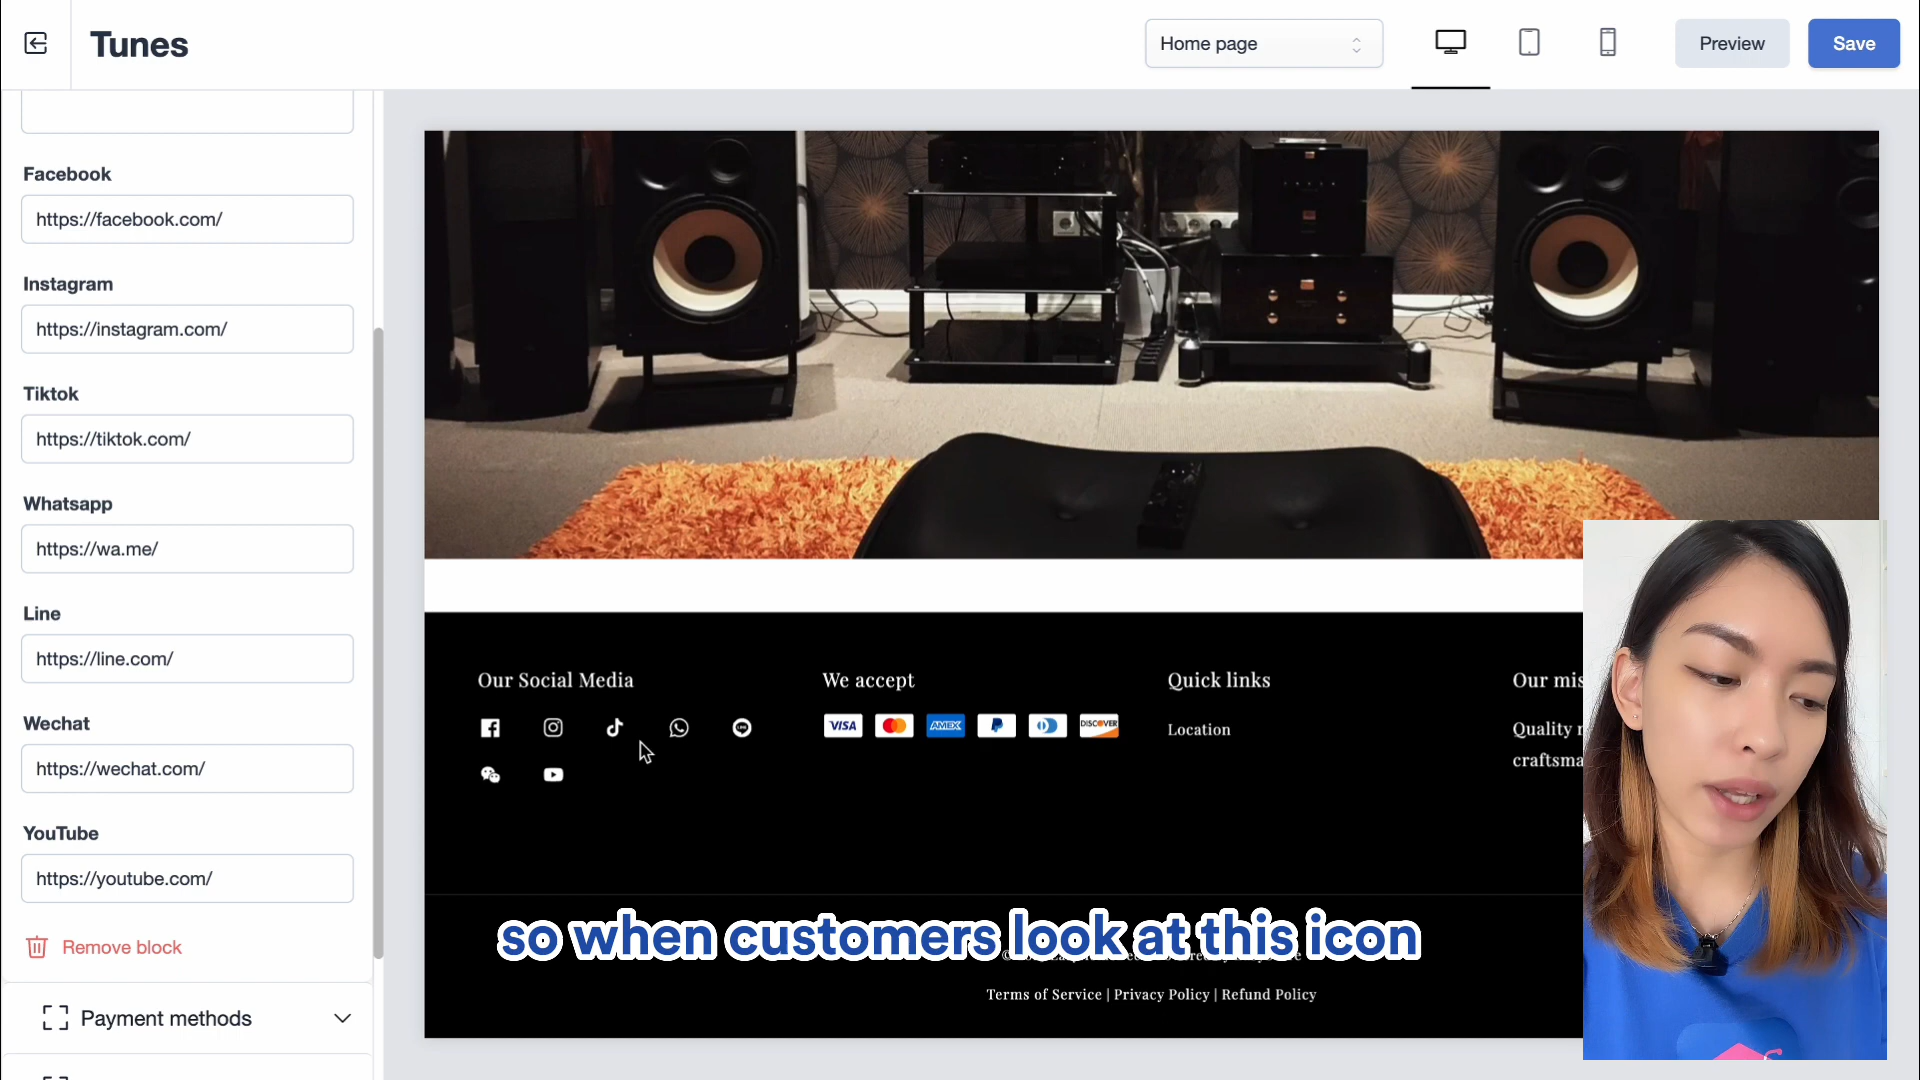 Tunes
Home page
Preview
Save
Facebook
https://facebook.com/
Instagram
https://instagram.com/
Tiktok
https://tiktok.com/
Whatsapp
https://wa.me/
Line
https://line.com/
Wechat
https://wechat.com/
YouTube
https://youtube.com/
Remove block
Payment methods
Our Social Media
We accept
VISA
AMEX
DISCOVER
Quick links
Location
Our mis
Quality
craftsma
so when customers look at this icon
Terms of Service | Privacy Policy | Refund Policy